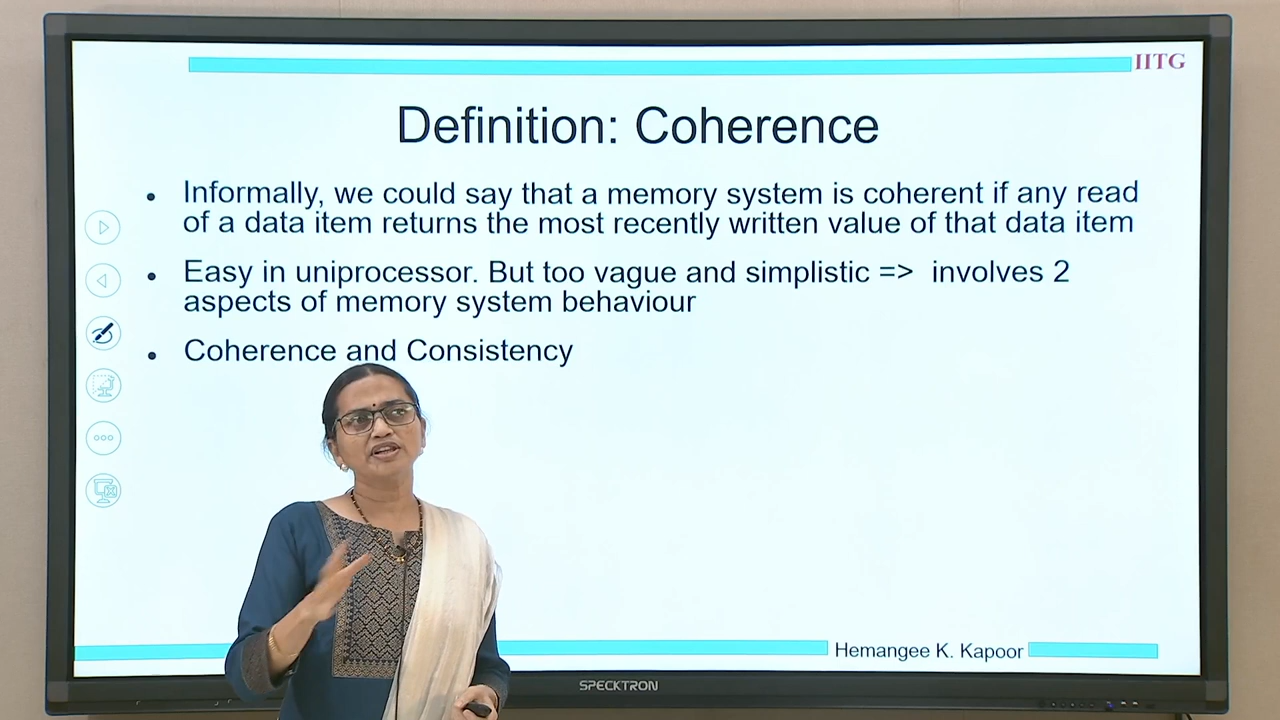 IITG
Definition: Coherence
• Informally, we could say that a memory system is coherent if any read
of a data item returns the most recently written value of that data item
• Easy in uniprocessor. But too vague and simplistic => involves 2
aspects of memory system behaviour
• Coherence and Consistency
Hemangee K. Kapoor
SPECKTRON